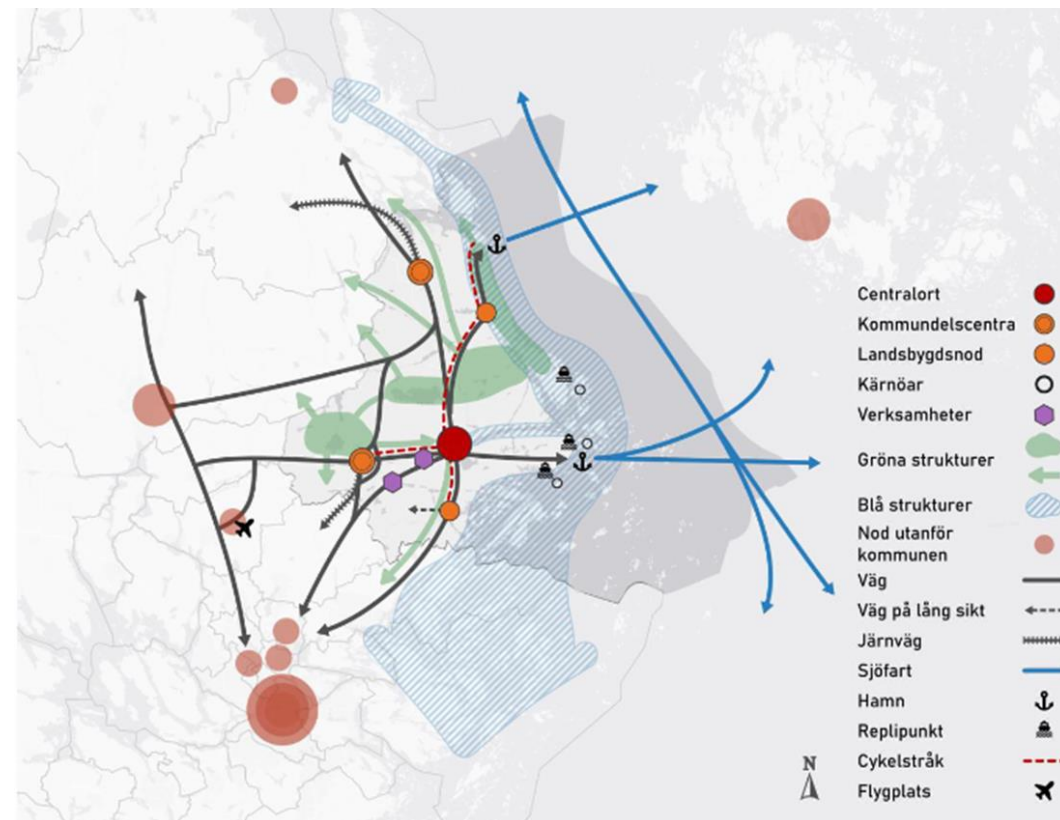 Centralort
Kommundelscentra
Landsbygdsnod
Kärnöar
Verksamheter
Gröna strukturer
Blå strukturer
Nod utanför
kommunen
Väg
Väg på lång sikt
Järnväg
Sjöfart
Hamn
Replipunkt
Cykelstråk
Flygplats
N